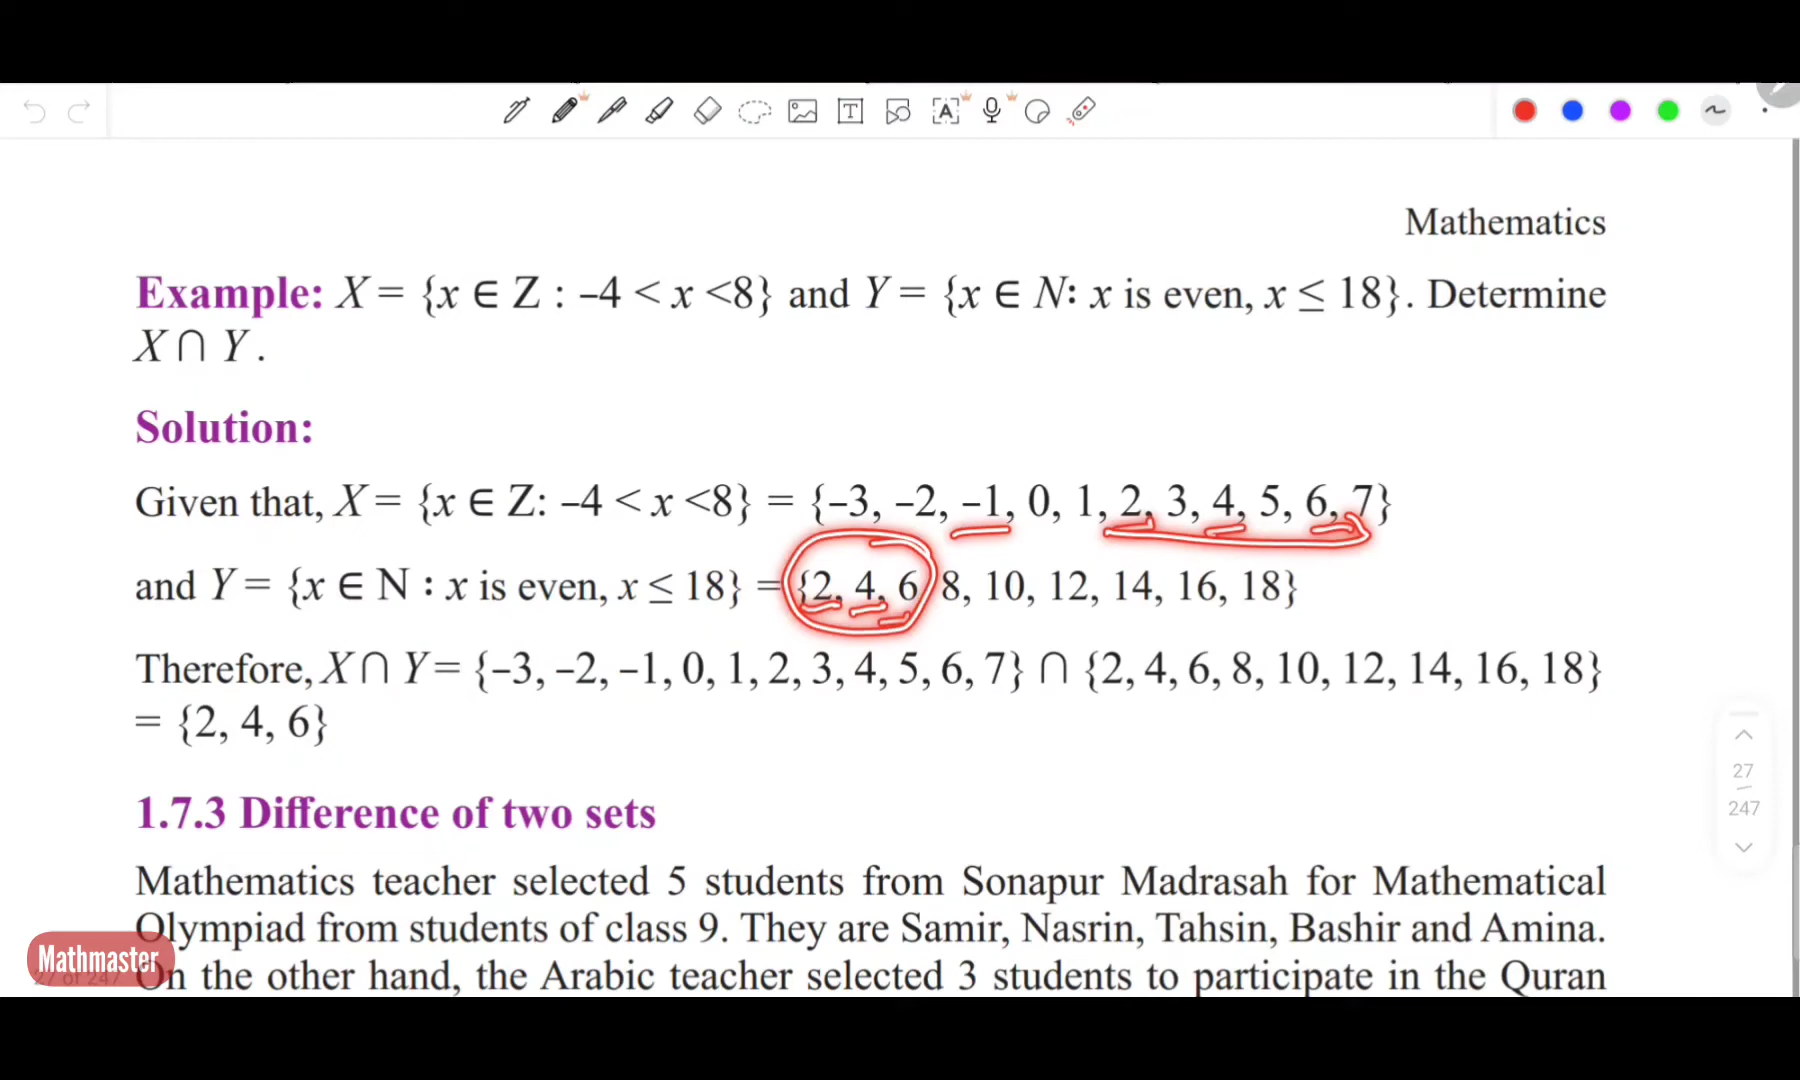 Mathematics
Example: X = {x ∈ Z : –4 < x <8} and Y = {x ∈ N: x is even, x ≤ 18}. Determine
X ∩ Y.
Solution:
Given that, X = {x ∈ Z: –4 < x <8} = {–3, –2, –1, 0, 1, 2, 3, 4, 5, 6, 7}
and Y = {x ∈ N : x is even, x ≤ 18} = {2, 4, 6 8, 10, 12, 14, 16, 18}
Therefore, X ∩ Y = {–3, –2, –1, 0, 1, 2, 3, 4, 5, 6, 7} ∩ {2, 4, 6, 8, 10, 12, 14, 16, 18}
= {2, 4, 6}
27
247
1.7.3 Difference of two sets
Mathematics teacher selected 5 students from Sonapur Madrasah for Mathematical
Olympiad from students of class 9. They are Samir, Nasrin, Tahsin, Bashir and Amina.
Mathmaster
27 of 247
On the other hand, the Arabic teacher selected 3 students to participate in the Quran